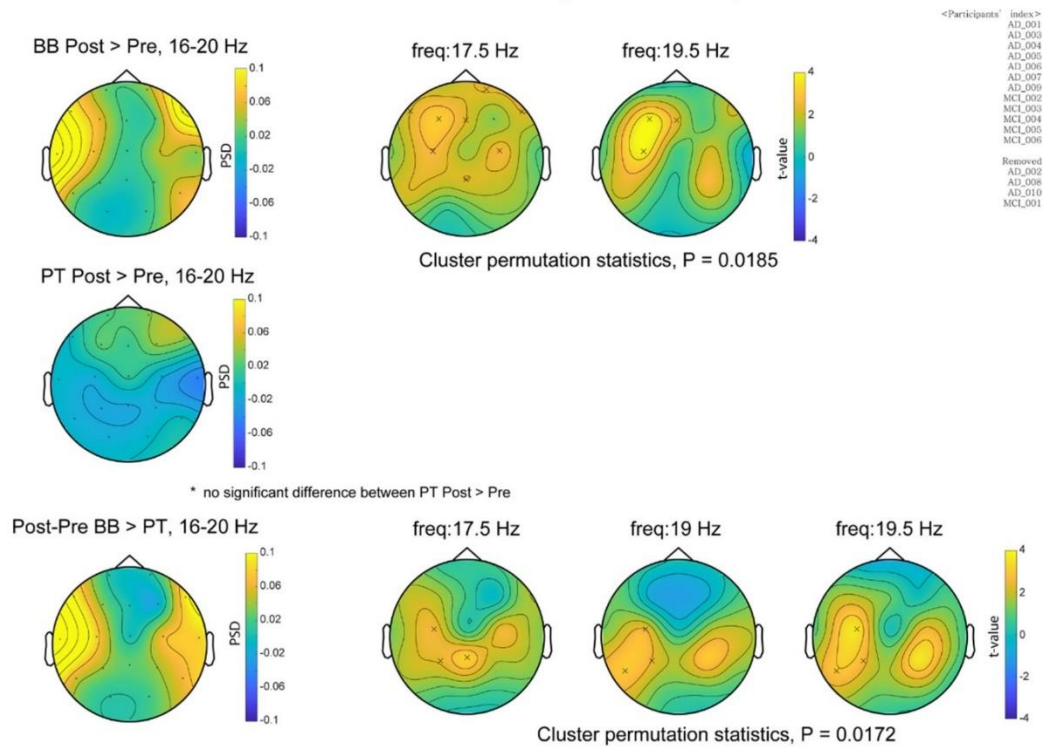 <Participants' index>
AD_001
AD_003
AD_004
AD_005
AD_006
AD_007
AD_009
MCI_002
MCI_003
MCI_004
MCI_005
MCI_006
Removed
AD_002
AD_008
AD_010
MCI_001
BB Post > Pre, 16-20 Hz
0.1
0.06
0.02
-0.02
-0.06
-0.1
PSD
freq:17.5 Hz
freq:19.5 Hz
4
2
0
-2
-4
t-value
Cluster permutation statistics, P = 0.0185
PT Post > Pre, 16-20 Hz
0.1
0.06
0.02
-0.02
-0.06
-0.1
PSD
* no significant difference between PT Post > Pre
Post-Pre BB > PT, 16-20 Hz
0.1
0.06
0.02
-0.02
-0.06
-0.1
PSD
freq:17.5 Hz
freq:19 Hz
freq:19.5 Hz
4
2
0
-2
-4
t-value
Cluster permutation statistics, P = 0.0172